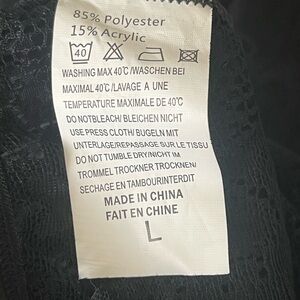 85% Polyester
15% Acrylic
40
WASHING MAX 40℃/WASCHEN BEI
MAXIMAL 40℃/LAVAGE A UNE
TEMPERATURE MAXIMALE DE 40℃
DO NOTBLEACH/ BLEICHEN NICHT
USE PRESS CLOTH/ BUGELN MIT
UNTERLAGE/REPASSAGE SUR LE TISSU
DO NOT TUMBLE DRY/NICHT IM
TROMMEL TROCKNER TROCKNEN/
SECHAGE EN TAMBOURINTERDIT
MADE IN CHINA
FAIT EN CHINE
L